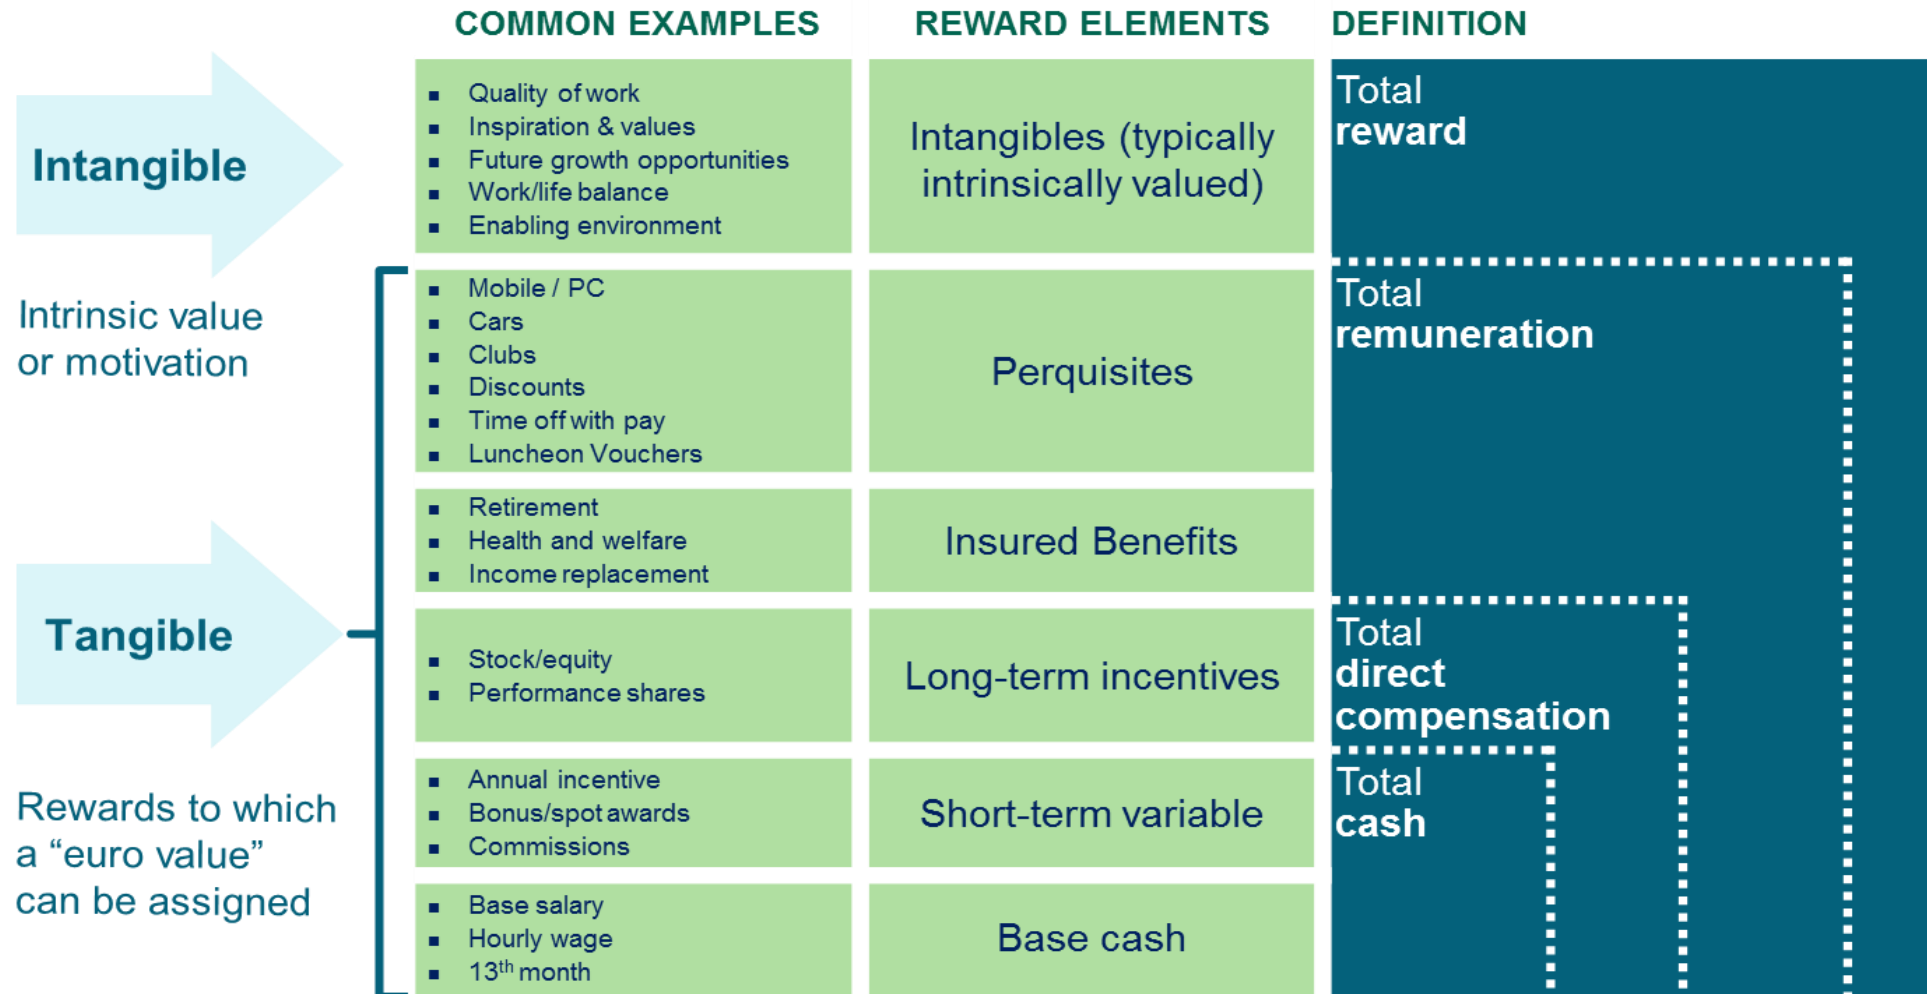 COMMON EXAMPLES
REWARD ELEMENTS
DEFINITION
Intangible
Intrinsic value
or motivation
▪ Quality of work
▪ Inspiration & values
▪ Future growth opportunities
▪ Work/life balance
▪ Enabling environment
Intangibles (typically
intrinsically valued)
Total
reward
▪ Mobile / PC
▪ Cars
▪ Clubs
▪ Discounts
▪ Time off with pay
▪ Luncheon Vouchers
Perquisites
Total
remuneration
▪ Retirement
▪ Health and welfare
▪ Income replacement
Insured Benefits
Tangible
Rewards to which
a “euro value”
can be assigned
▪ Stock/equity
▪ Performance shares
Long-term incentives
Total
direct
compensation
▪ Annual incentive
▪ Bonus/spot awards
▪ Commissions
Short-term variable
Total
cash
▪ Base salary
▪ Hourly wage
▪ 13th month
Base cash